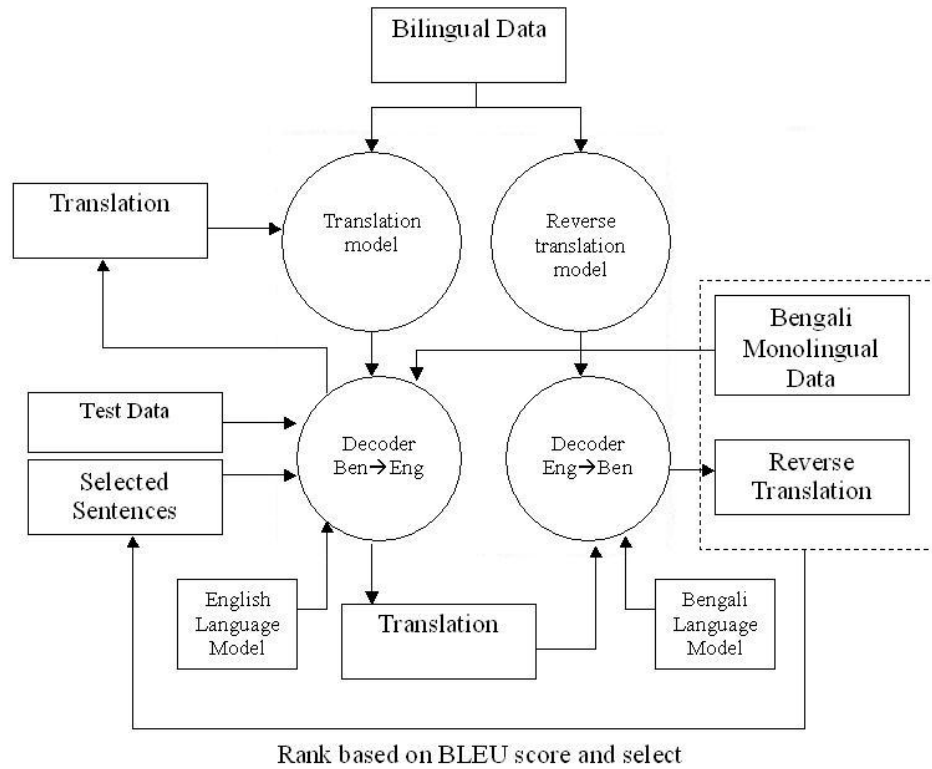 Bilingual Data
Translation
Translation
model
Reverse
translation
model
Bengali
Monolingual
Data
Test Data
Selected
Sentences
Decoder
Ben→Eng
Decoder
Eng→Ben
Reverse
Translation
English
Language
Model
Translation
Bengali
Language
Model
Rank based on BLEU score and select